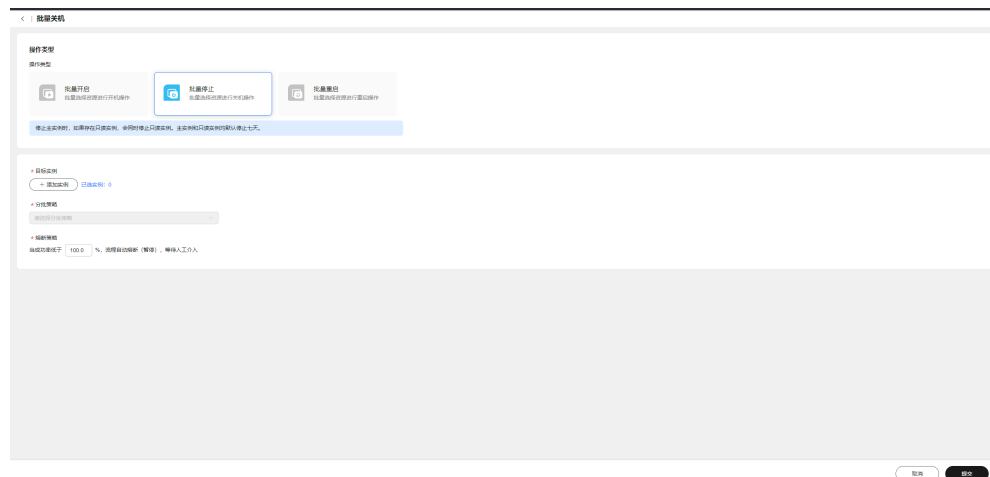 批量关机
操作类型
操作类型
批量开启
批量选择资源进行开机操作
批量停止
批量选择资源进行关机操作
批量重启
批量选择资源进行重启操作
停止主实例时，如果存在只读实例，会同时停止只读实例。主实例和只读实例均默认停止七天。
* 目标实例
+ 添加实例 已选实例：0
* 分批策略
请选择分批策略
* 熔断策略
当成功率低于 100.0 %，流程自动熔断（暂停），等待人工介入
取消 提交